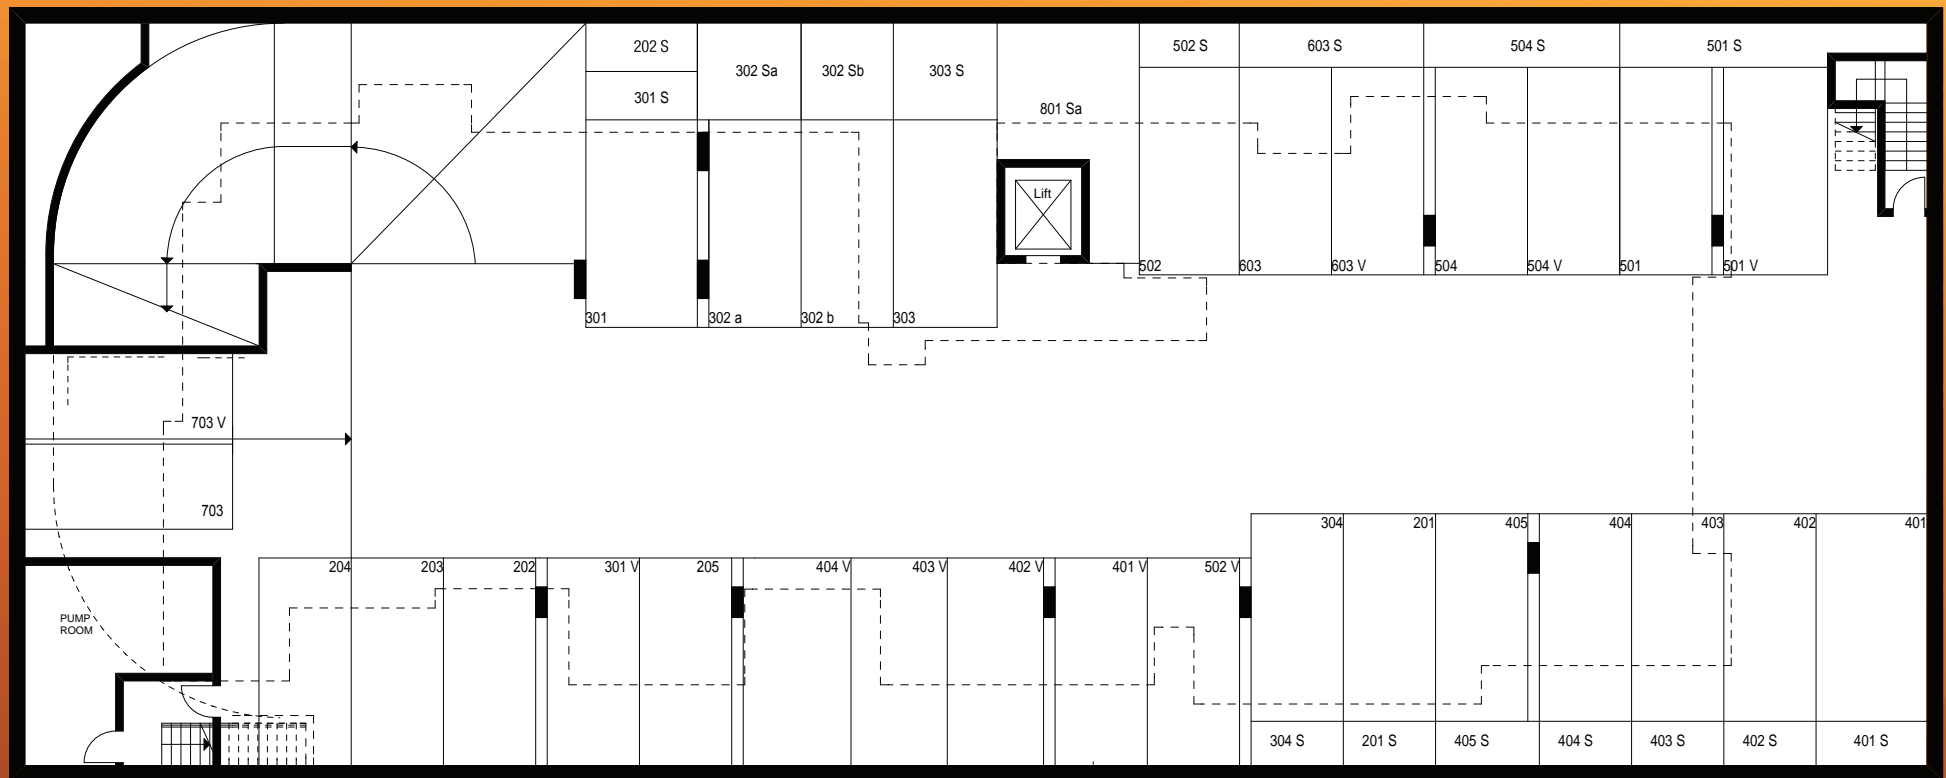 202 S
301 S
302 Sa
302 Sb
303 S
801 Sa
502 S
603 S
504 S
501 S
Lift
301
302 a
302 b
303
502
603
603 V
504
504 V
501
501 V
703 V
703
PUMP
ROOM
204
203
202
301 V
205
404 V
403 V
402 V
401 V
502 V
304
201
405
404
403
402
401
304 S
201 S
405 S
404 S
403 S
402 S
401 S